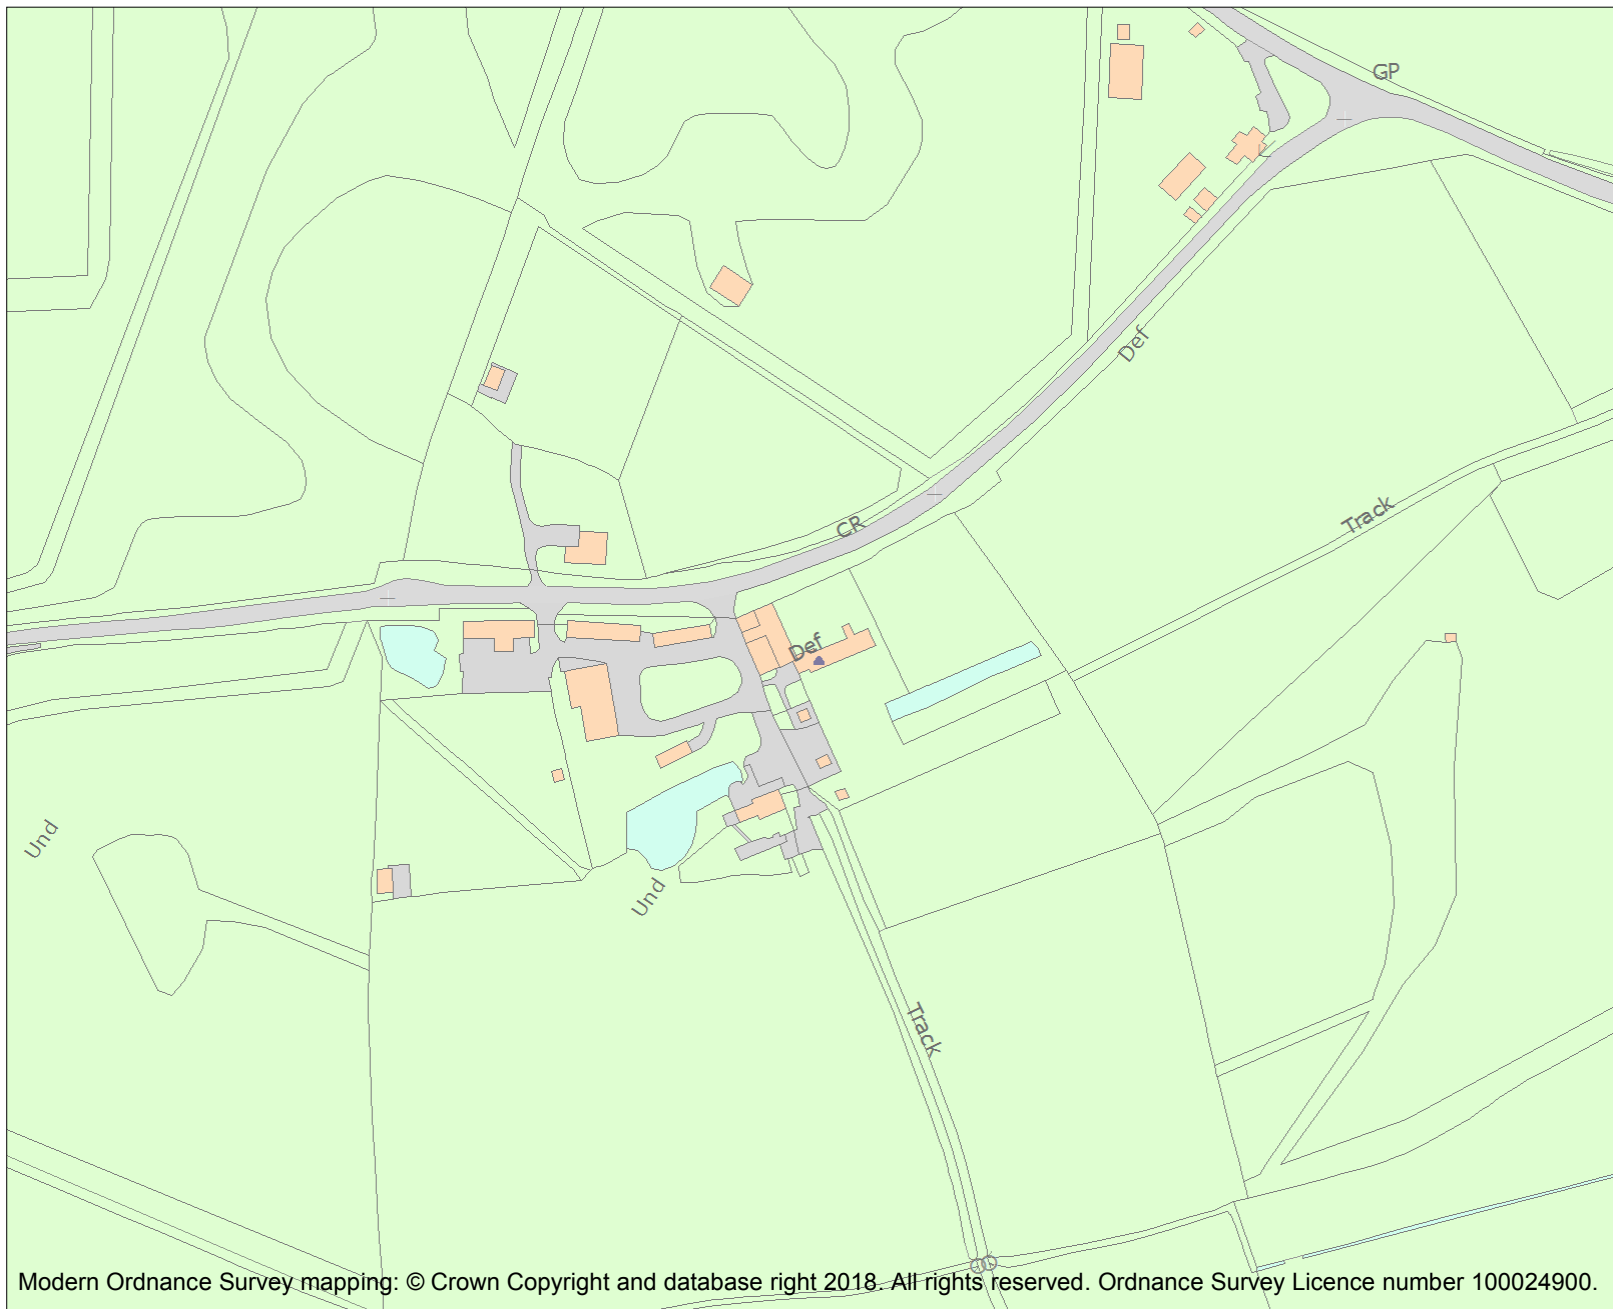 GP
Def
Track
CR
Def
Und
Und
Track
Modern Ordnance Survey mapping: © Crown Copyright and database right 2018. All rights reserved. Ordnance Survey Licence number 100024900.